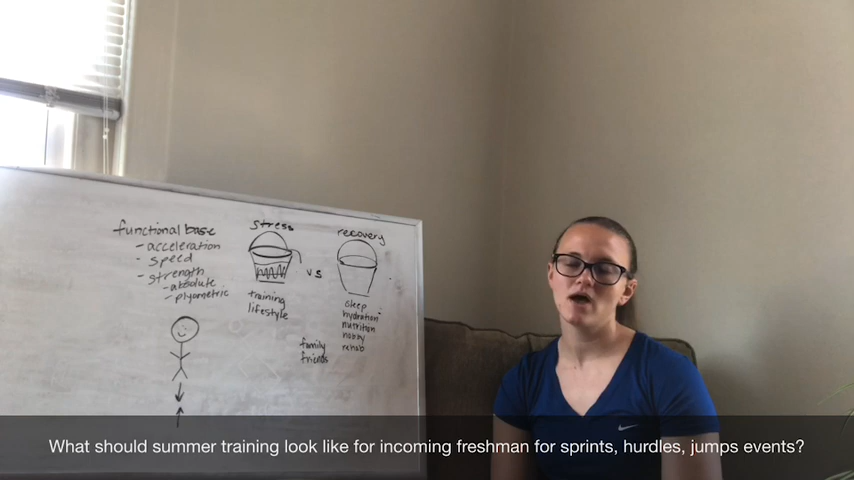 functional base
- acceleration
- speed
- strength
- absolute
- plyometric
stress
training
lifestyle
vs
recovery
sleep
hydration
nutrition
rehab
family
friends
What should summer training look like for incoming freshman for sprints, hurdles, jumps events?